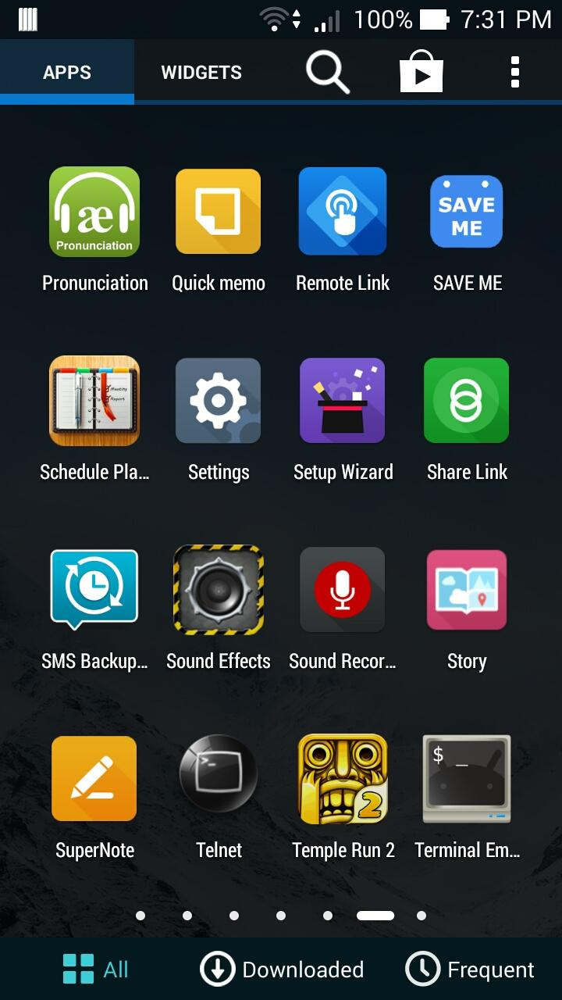 100% 7:31 PM
APPS WIDGETS
æ
Pronunciation
SAVE
ME
Pronunciation Quick memo Remote Link SAVE ME
Meeting
Report
Schedule Pla... Settings Setup Wizard Share Link
SMS Backup... Sound Effects Sound Recor... Story
>_
2
$ _
SuperNote Telnet Temple Run 2 Terminal Em...
All Downloaded Frequent